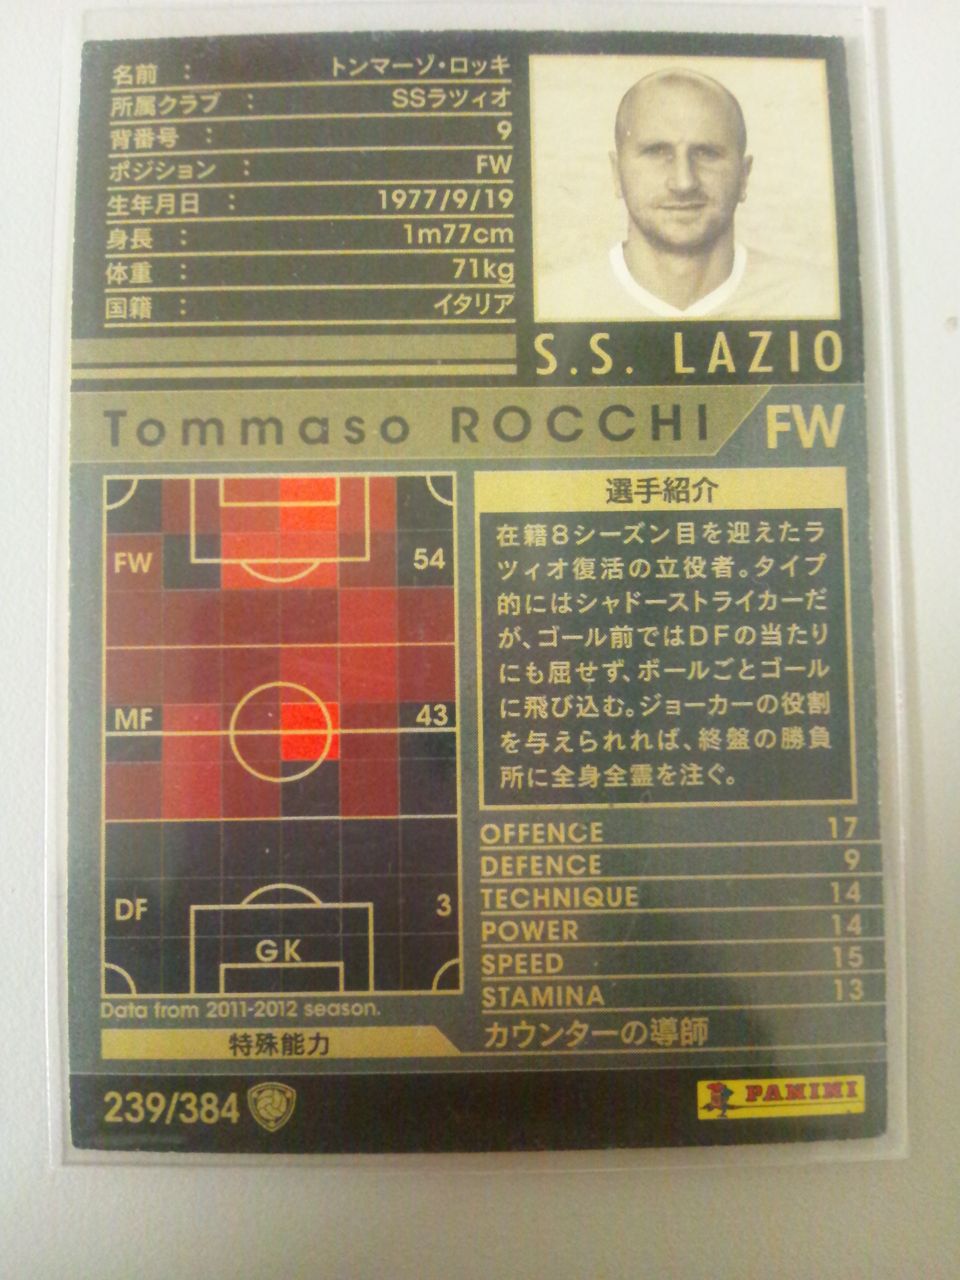 名前 : トンマーゾ・ロッキ
所属クラブ : SSラツィオ
背番号 : 9
ポジション : FW
生年月日 : 1977/9/19
身長 : 1m77cm
体重 : 71kg
国籍 : イタリア
S.S. LAZIO
Tommaso ROCCHI FW
FW 54
MF 43
DF 3
GK
Data from 2011-2012 season.
選手紹介
在籍8シーズン目を迎えたラ
ツィオ復活の立役者。タイプ
的にはシャドーストライカーだ
が、ゴール前ではDFの当たり
にも屈せず、ボールごとゴール
に飛び込む。ジョーカーの役割
を与えられれば、終盤の勝負
所に全身全霊を注ぐ。
OFFENCE 17
DEFENCE 9
TECHNIQUE 14
POWER 14
SPEED 15
STAMINA 13
特殊能力 カウンターの導師
239/384
PANINI